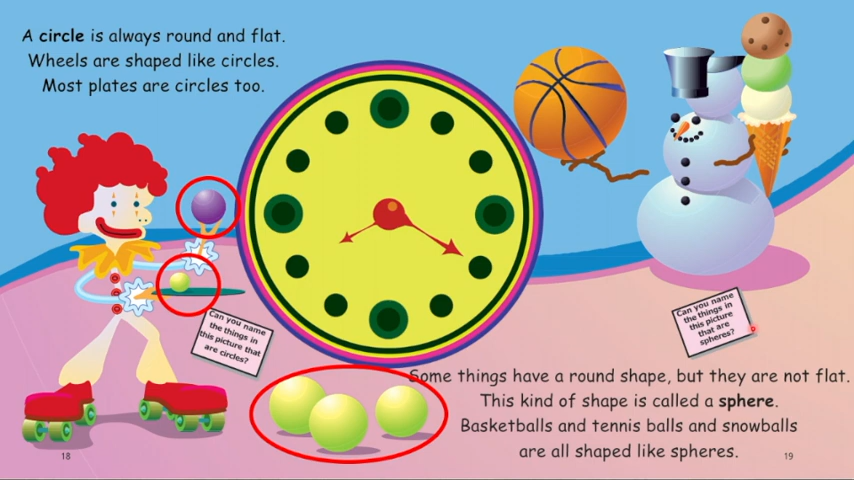 A circle is always round and flat.
Wheels are shaped like circles.
Most plates are circles too.
Can you name
the things in
this picture that
are circles?
Can you name
the things in
this picture
that are
spheres?
Some things have a round shape, but they are not flat.
This kind of shape is called a sphere.
Basketballs and tennis balls and snowballs
are all shaped like spheres.
18
19